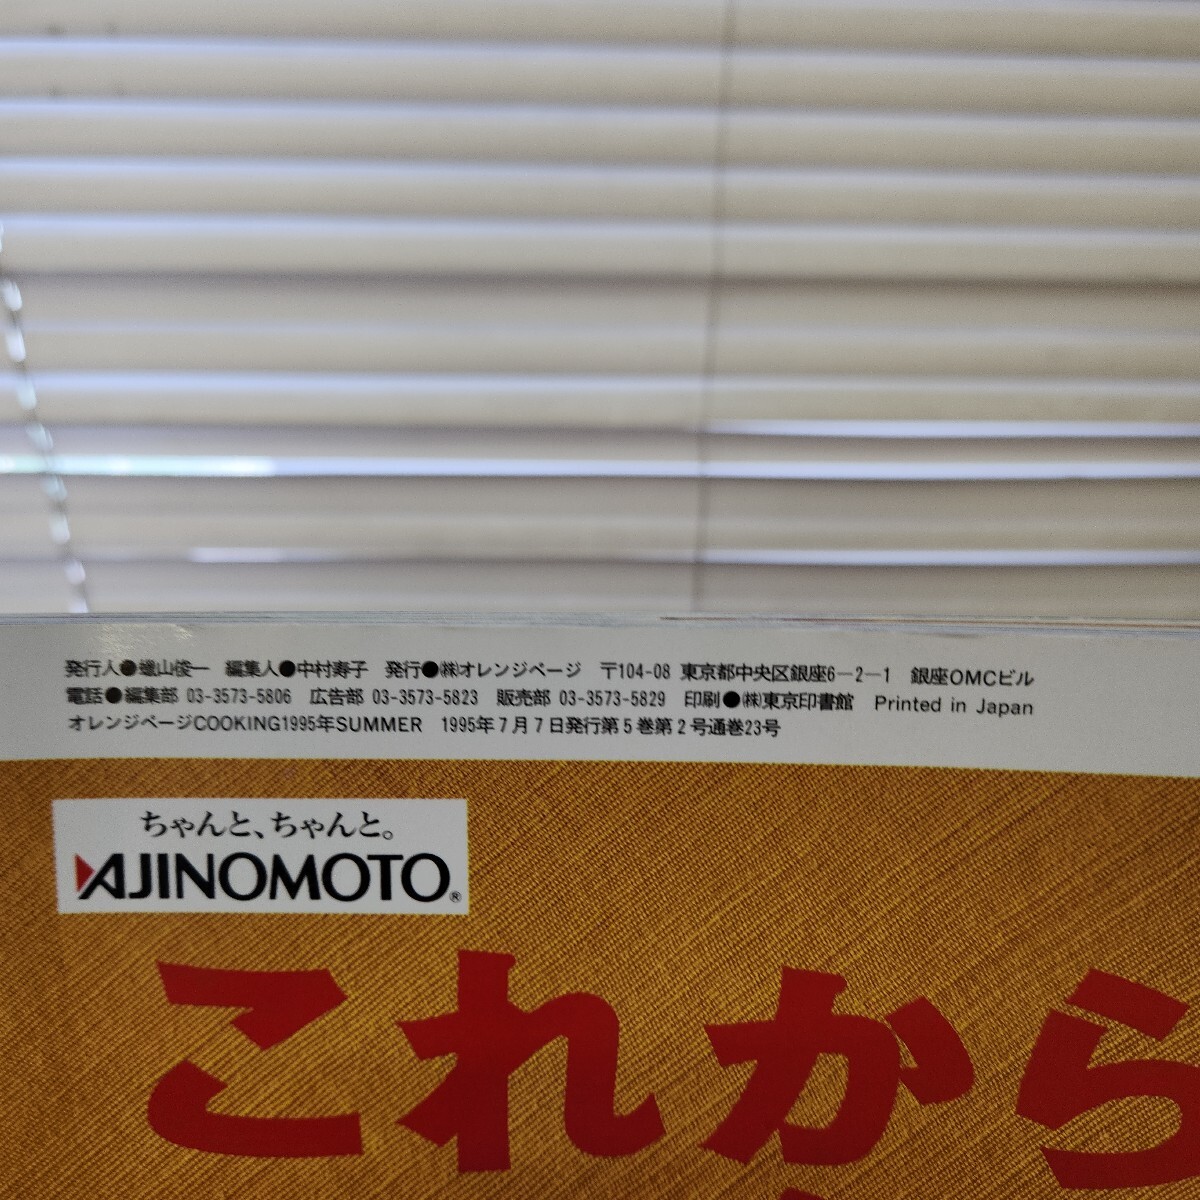 発行人●蠟山俊一 編集人●中村寿子 発行●㈱オレンジページ 〒104-08 東京都中央区銀座6-2-1 銀座OMCビル
電話●編集部 03-3573-5806 広告部 03-3573-5823 販売部 03-3573-5829 印刷●㈱東京印書館 Printed in Japan
オレンジページCOOKING1995年SUMMER 1995年7月7日発行第5巻第2号通巻23号
ちゃんと、ちゃんと。
AJINOMOTO®
これから